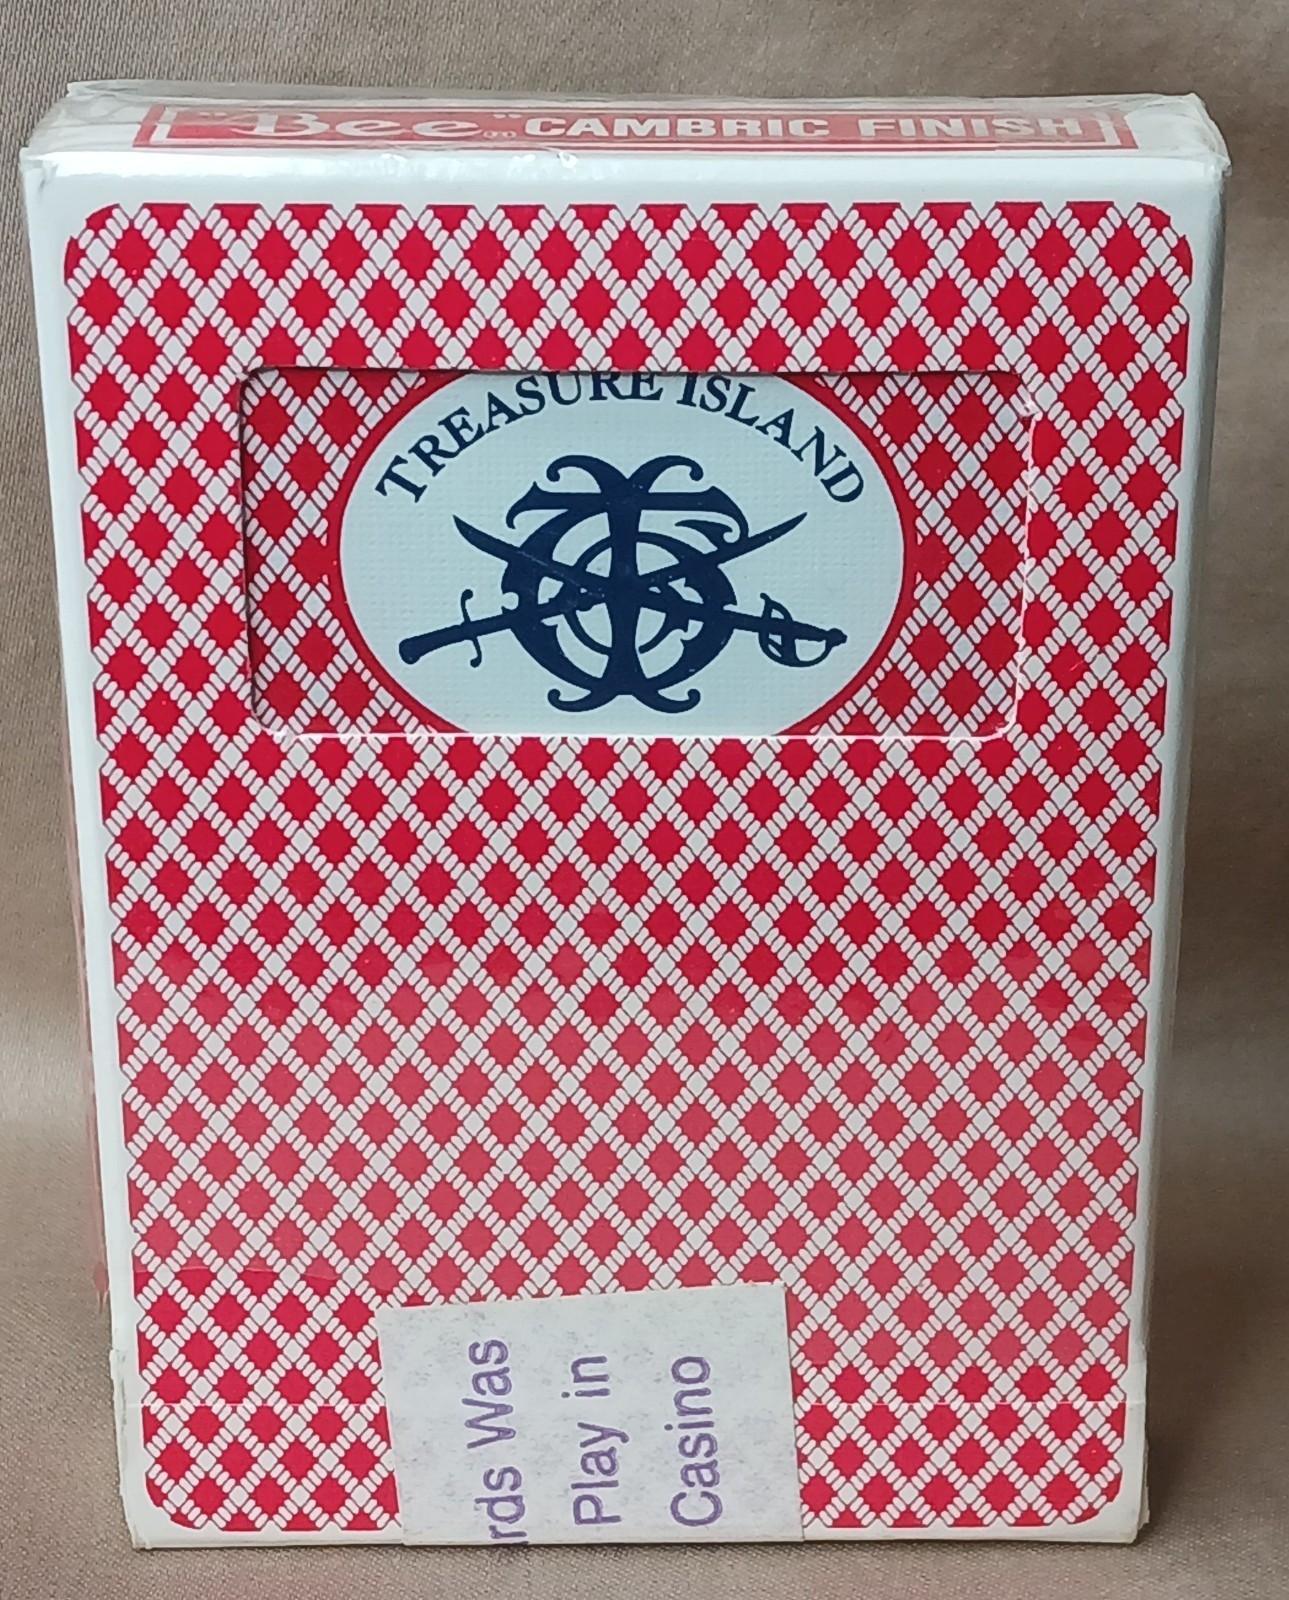 "Bee"® CAMBRIC FINISH
TREASURE ISLAND
rds Was
Play in
Casino